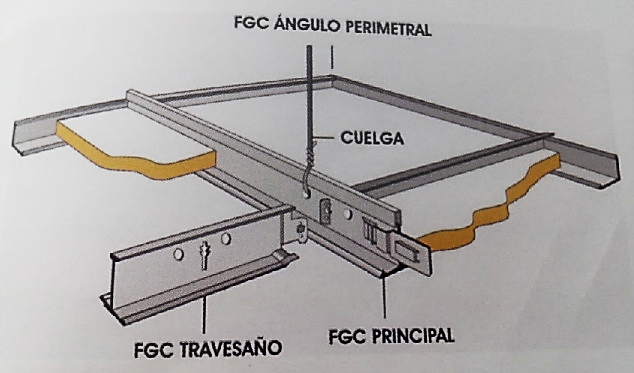 FGC ÁNGULO PERIMETRAL
CUELGA
FGC PRINCIPAL
FGC TRAVESAÑO